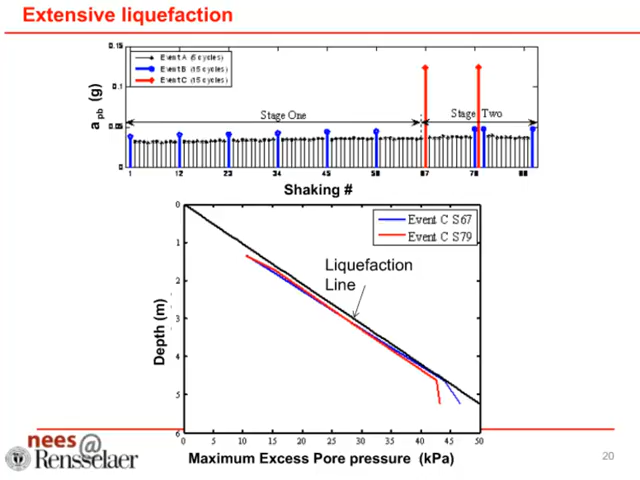 Extensive liquefaction
0.15
0.1
0.05
0
a pb (g)
Event A (5 cycles)
Event B (15 cycles)
Event C (15 cycles)
Stage One
Stage Two
1 12 23 34 45 56 67 78 88
Shaking #
0
1
2
3
4
5
6
Depth (m)
Event C S67
Event C S79
Liquefaction
Line
0 5 10 15 20 25 30 35 40 45 50
Maximum Excess Pore pressure (kPa)
nees@
Rensselaer
20